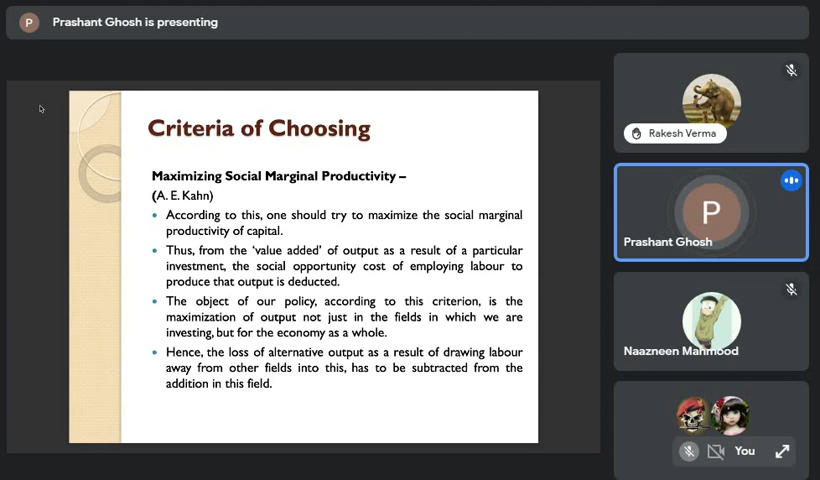 P Prashant Ghosh is presenting
Criteria of Choosing
Maximizing Social Marginal Productivity –
(A. E. Kahn)
• According to this, one should try to maximize the social marginal
productivity of capital.
• Thus, from the ‘value added’ of output as a result of a particular
investment, the social opportunity cost of employing labour to
produce that output is deducted.
• The object of our policy, according to this criterion, is the
maximization of output not just in the fields in which we are
investing, but for the economy as a whole.
• Hence, the loss of alternative output as a result of drawing labour
away from other fields into this, has to be subtracted from the
addition in this field.
Rakesh Verma
P
Prashant Ghosh
Naazneen Mahmood
You